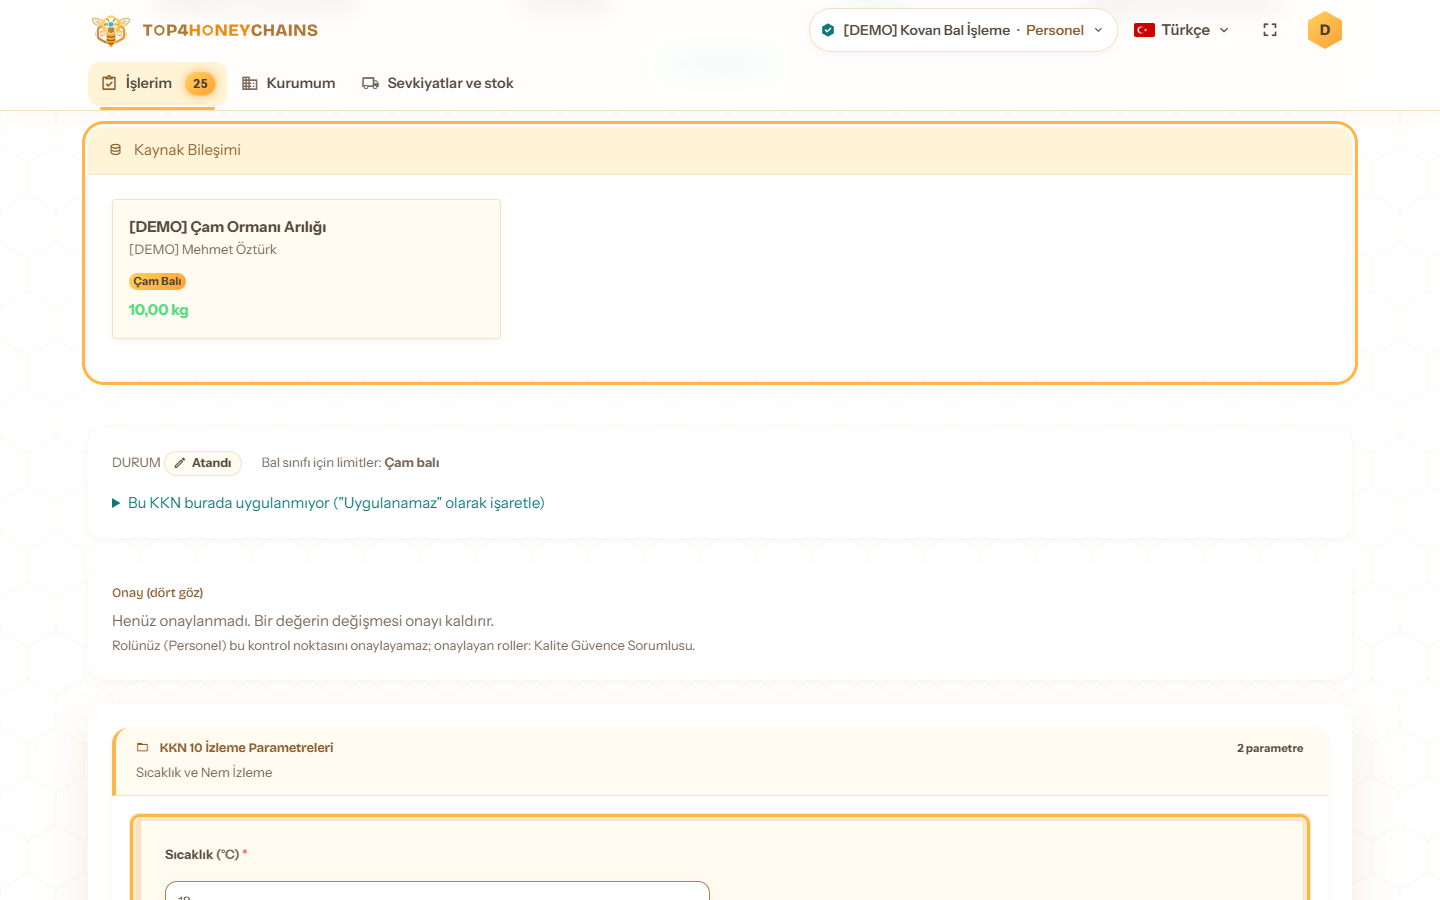 TOP4HONEYCHAINS
[DEMO] Kovan Bal İşleme · Personel
Türkçe
D
İşlerim 25
Kurumum
Sevkiyatlar ve stok
Kaynak Bileşimi
[DEMO] Çam Ormanı Arılığı
[DEMO] Mehmet Öztürk
Çam Balı
10,00 kg
DURUM Atandı Bal sınıfı için limitler: Çam balı
Bu KKN burada uygulanmıyor ("Uygulanamaz" olarak işaretle)
Onay (dört göz)
Henüz onaylanmadı. Bir değerin değişmesi onayı kaldırır.
Rolünüz (Personel) bu kontrol noktasını onaylayamaz; onaylayan roller: Kalite Güvence Sorumlusu.
KKN 10 İzleme Parametreleri
2 parametre
Sıcaklık ve Nem İzleme
Sıcaklık (°C) *